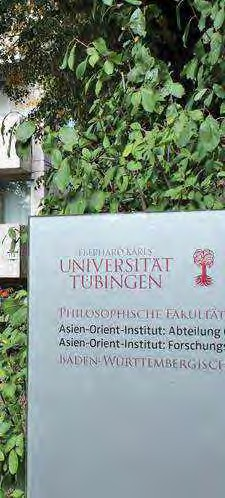 EBERHARD KARLS
UNIVERSITÄT
TÜBINGEN
PHILOSOPHISCHE FAKULTÄT
Asien-Orient-Institut: Abteilung
Asien-Orient-Institut: Forschungs
BADEN-WÜRTTEMBERGISCH